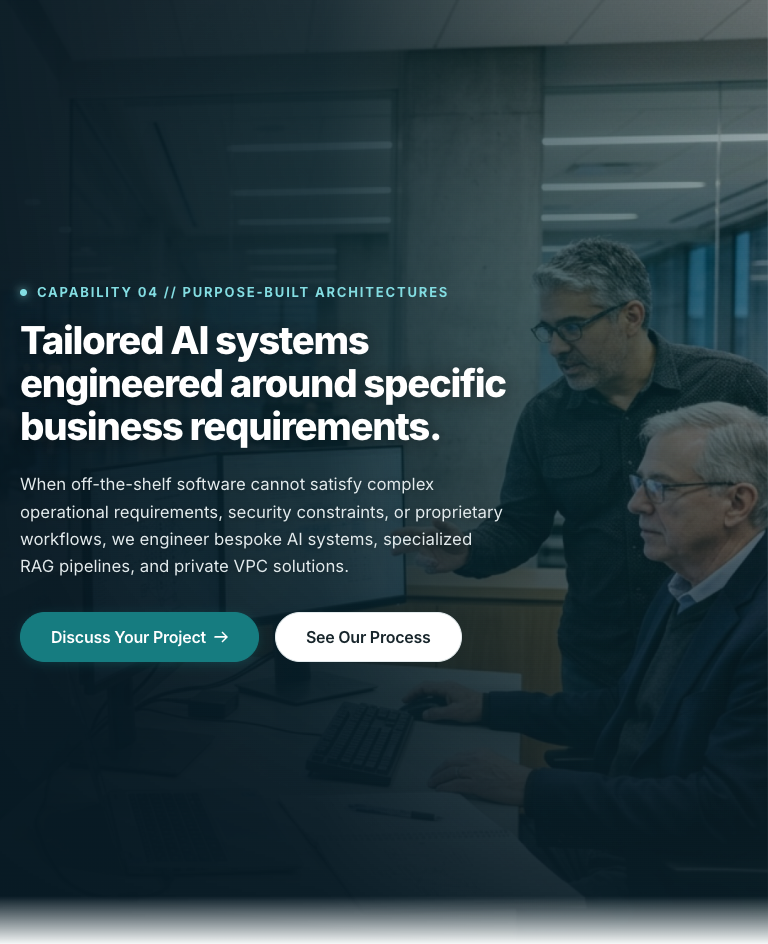 CAPABILITY 04 // PURPOSE-BUILT ARCHITECTURES
Tailored AI systems
engineered around specific
business requirements.
When off-the-shelf software cannot satisfy complex
operational requirements, security constraints, or proprietary
workflows, we engineer bespoke AI systems, specialized
RAG pipelines, and private VPC solutions.
Discuss Your Project →
See Our Process